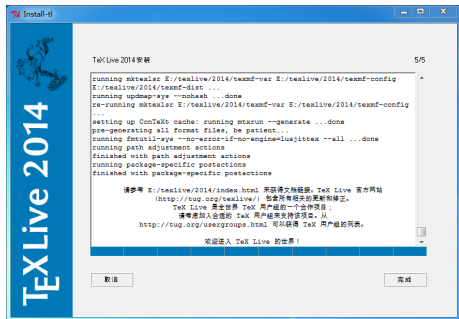 Install-tl
TeX Live 2014
TeX Live 2014安装
5/5
running mktexlsr E:/texlive/2014/texmf-var E:/texlive/2014/texmf-config
E:/texlive/2014/texmf-dist ...
running updmap-sys --nohash ...done
re-running mktexlsr E:/texlive/2014/texmf-var E:/texlive/2014/texmf-config
...
setting up ConTeXt cache: running mtxrun --generate ...done
pre-generating all format files, be patient...
running fmtutil-sys --no-error-if-no-engine=luajittex --all ...done
running path adjustment actions
finished with path adjustment actions
running package-specific postactions
finished with package-specific postactions
请参考 E:/texlive/2014/index.html 来获得文档链接。TeX Live 官方网站
(http://tug.org/texlive/) 包含所有相关的更新和修正。
TeX Live 是全世界 TeX 用户组的一个合作项目；
请考虑加入合适的 TeX 用户组来支持该项目。从
http://tug.org/usergroups.html 可以获得 TeX 用户组的列表。
欢迎进入 TeX Live 的世界！
取消
完成